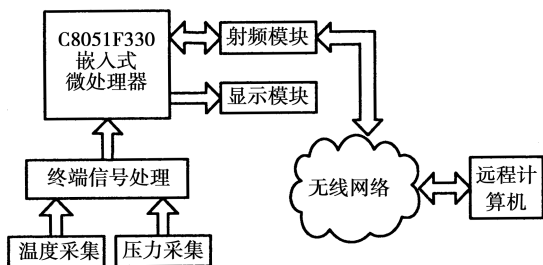 C8051F330
嵌入式
微处理器
射频模块
显示模块
终端信号处理
温度采集
压力采集
无线网络
远程计
算机